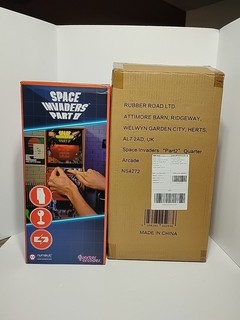 SPACE
INVADERS
PART II
RUBBER ROAD LTD
ATTIMORE BARN, RIDGEWAY,
WELWYN GARDEN CITY, HERTS,
AL7 2AD, UK
Space Invaders "Part2" Quarter
Arcade
NS4272
MADE IN CHINA